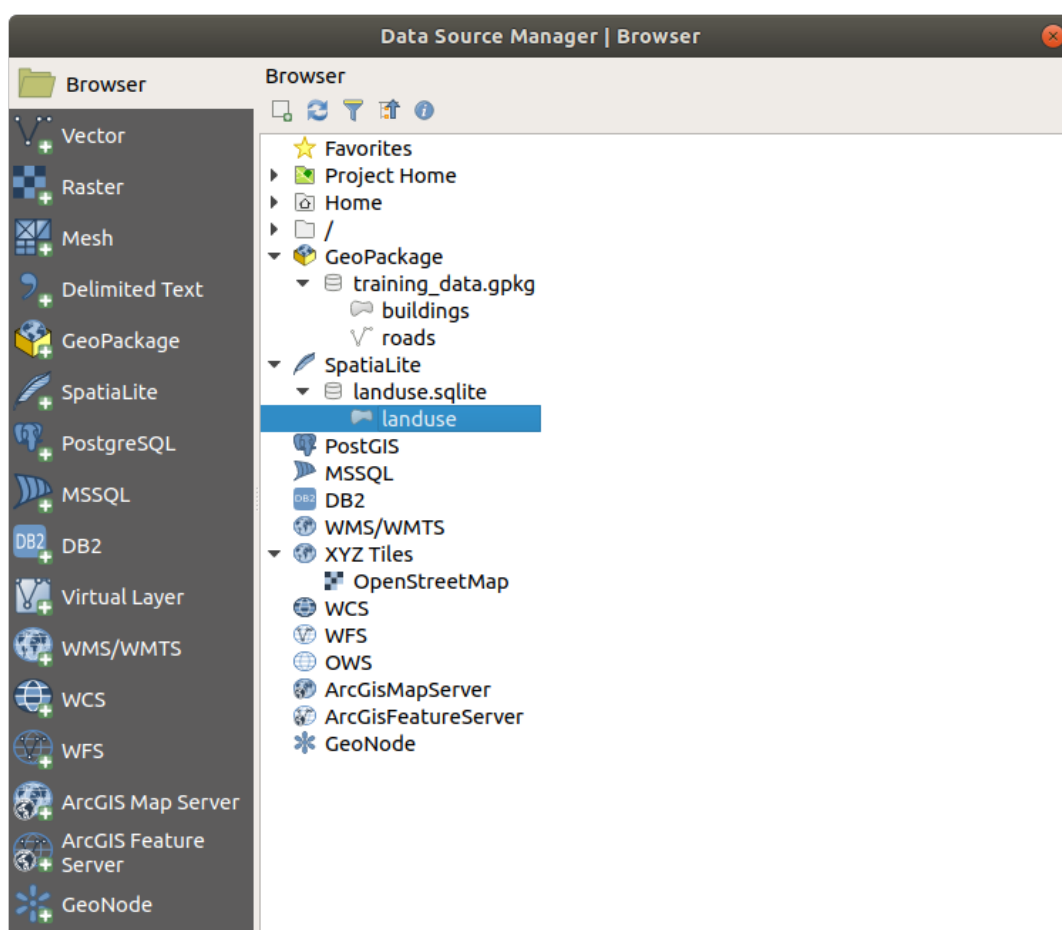 Data Source Manager | Browser
Browser
Vector
Raster
Mesh
Delimited Text
GeoPackage
SpatiaLite
PostgreSQL
MSSQL
DB2
DB2
Virtual Layer
WMS/WMTS
WCS
WFS
ArcGIS Map Server
ArcGIS Feature
Server
GeoNode
Browser
Favorites
Project Home
Home
/
GeoPackage
training_data.gpkg
buildings
roads
SpatiaLite
landuse.sqlite
landuse
PostGIS
MSSQL
DB2 DB2
WMS/WMTS
XYZ Tiles
OpenStreetMap
WCS
WFS
OWS
ArcGisMapServer
ArcGisFeatureServer
GeoNode